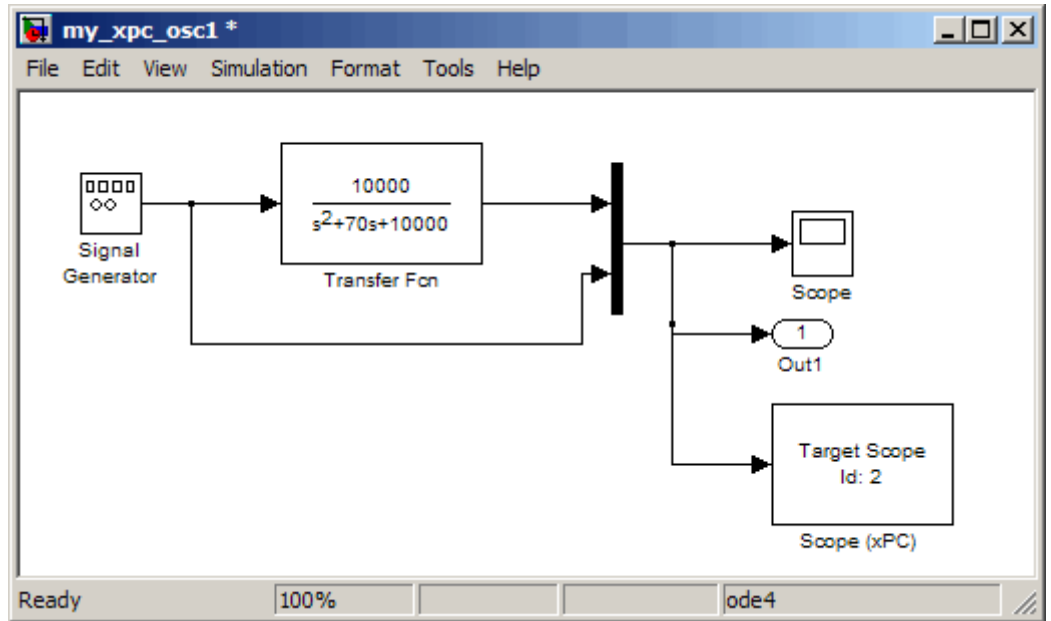 my_xpc_osc1 *
File Edit View Simulation Format Tools Help
Signal
Generator
10000
s2+70s+10000
Transfer Fcn
Scope
1
Out1
Target Scope
Id: 2
Scope (xPC)
Ready 100% ode4